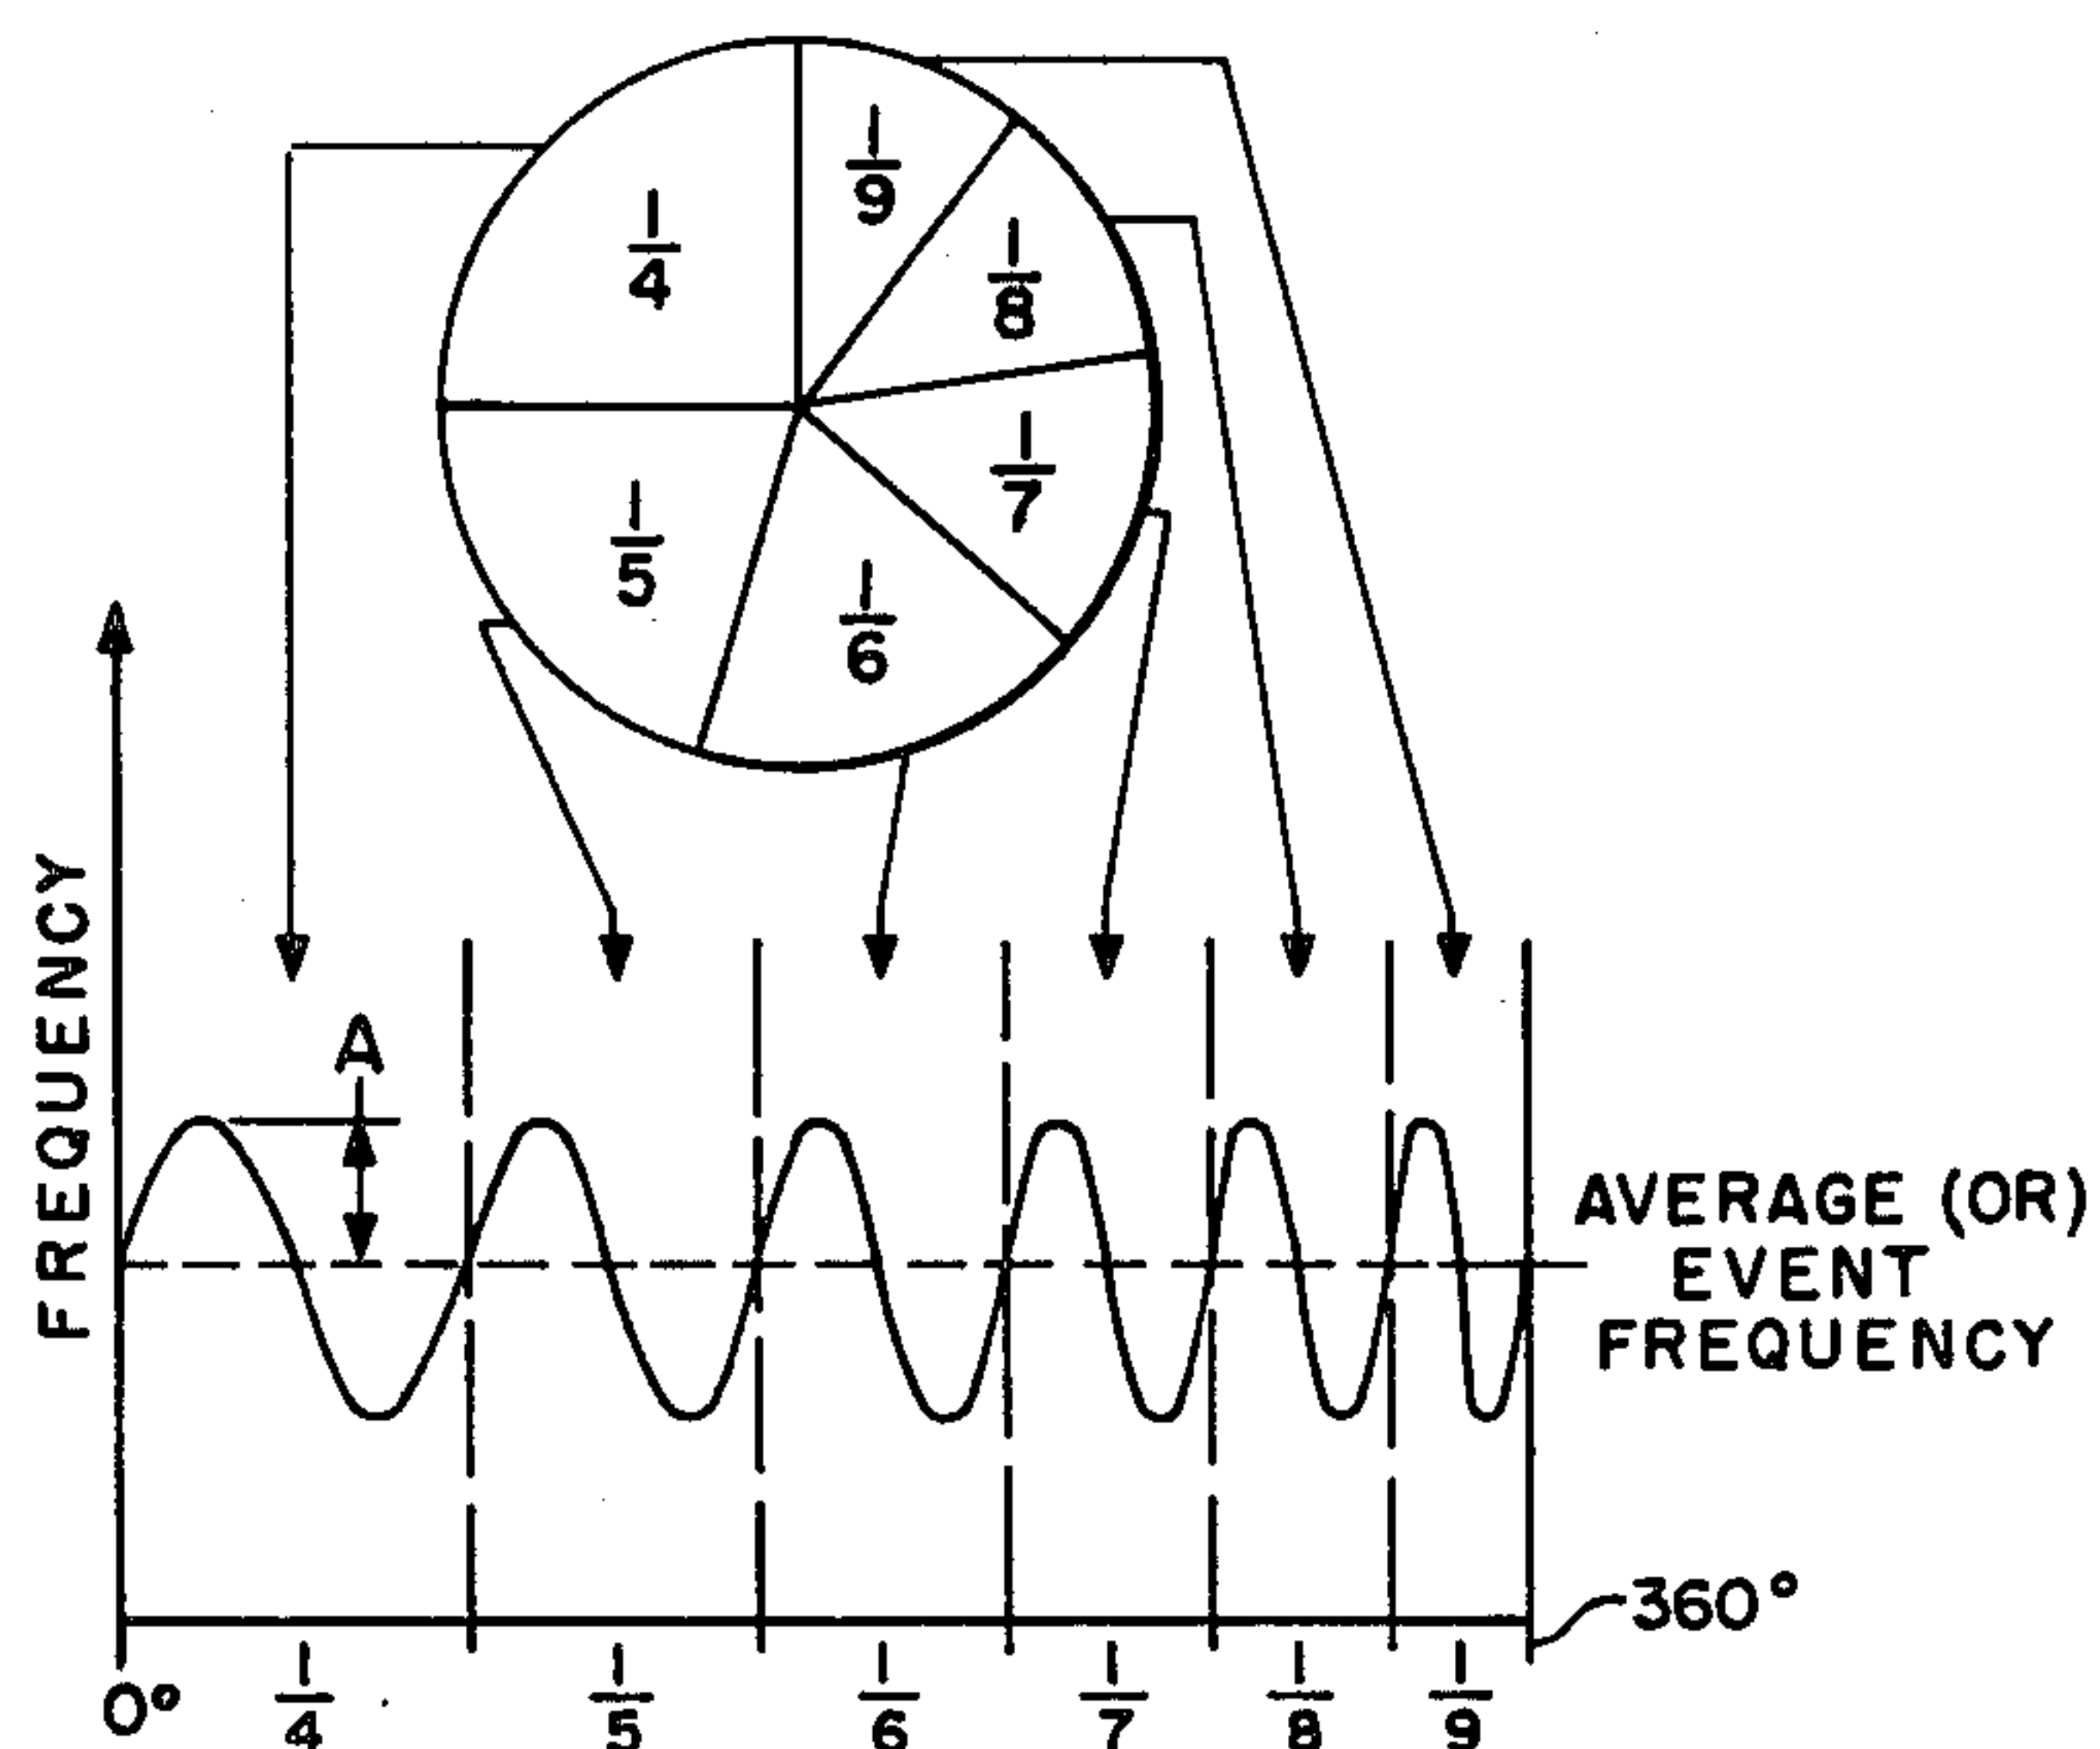 1/9
1/4
1/8
1/7
1/5
1/6
FREQUENCY
A
AVERAGE (OR)
EVENT
FREQUENCY
360°
0° 1/4 1/5 1/6 1/7 1/8 1/9